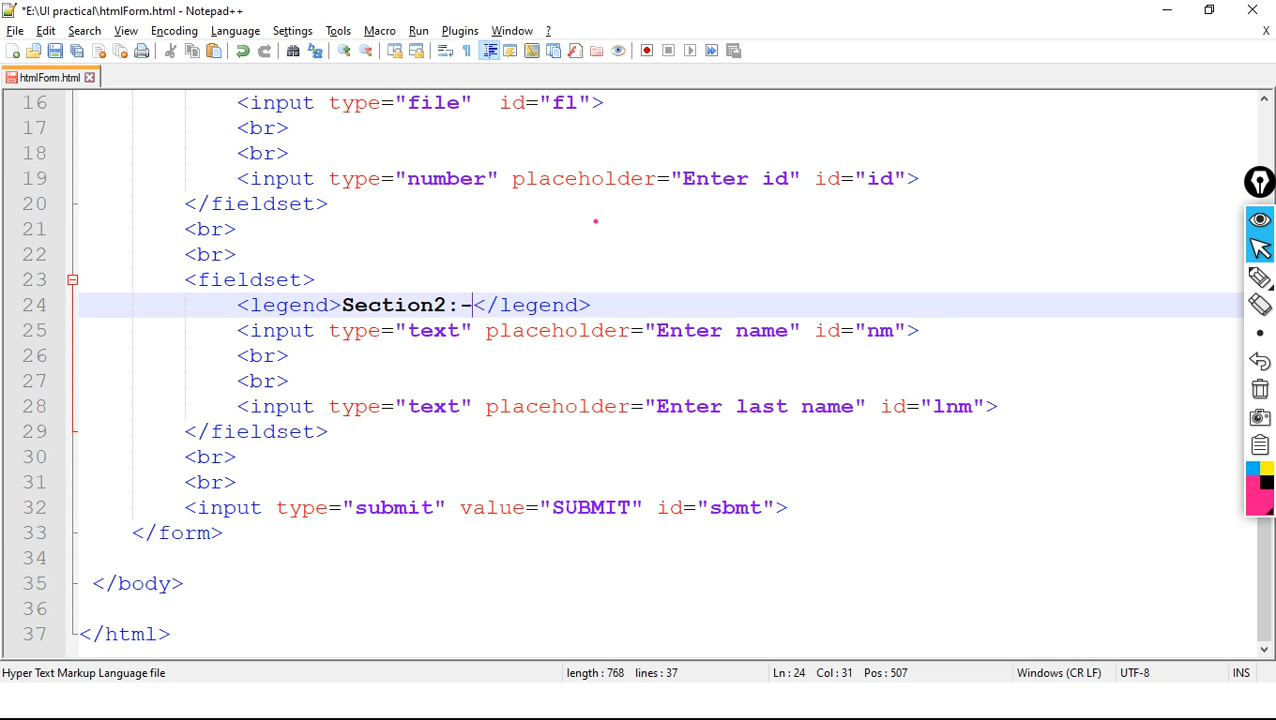 *E:\UI practical\htmlForm.html - Notepad++
File Edit Search View Encoding Language Settings Tools Macro Run Plugins Window ? X
htmlForm.html
16 <input type="file"  id="fl">
17 <br>
18 <br>
19 <input type="number" placeholder="Enter id" id="id">
20 </fieldset>
21 <br>
22 <br>
23 <fieldset>
24 <legend>Section2:-</legend>
25 <input type="text" placeholder="Enter name" id="nm">
26 <br>
27 <br>
28 <input type="text" placeholder="Enter last name" id="lnm">
29 </fieldset>
30 <br>
31 <br>
32 <input type="submit" value="SUBMIT" id="sbmt">
33 </form>
34
35 </body>
36
37 </html>
Hyper Text Markup Language file length : 768 lines : 37 Ln : 24 Col : 31 Pos : 507 Windows (CR LF) UTF-8 INS